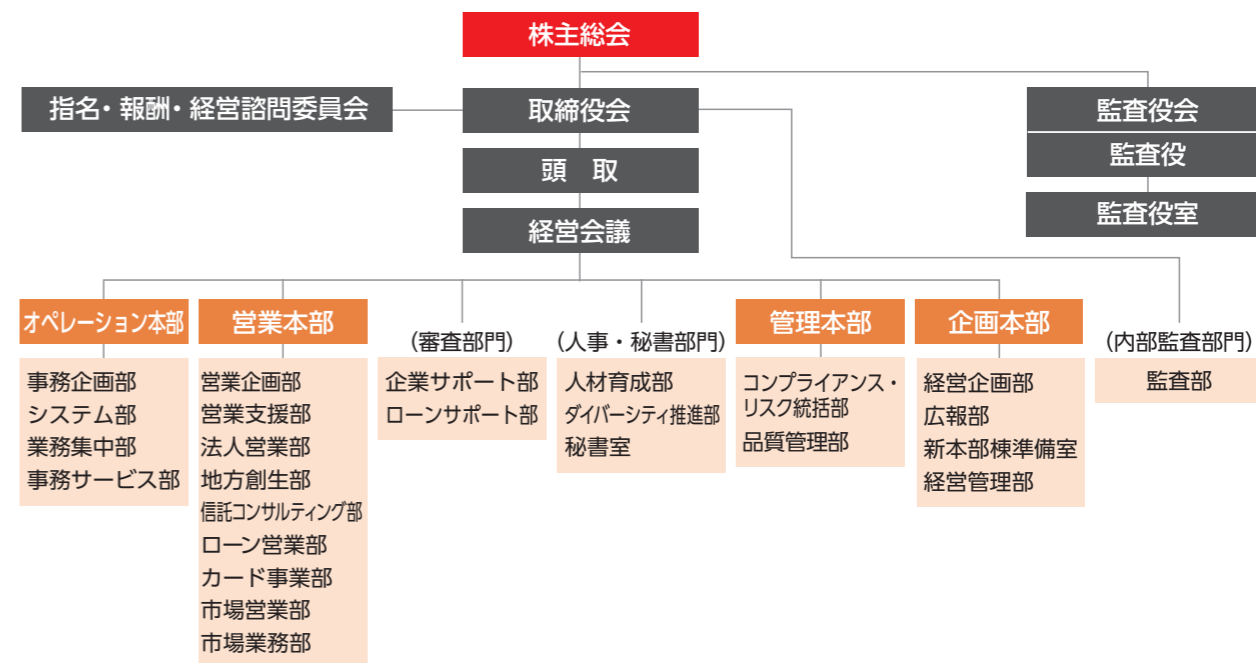 株主総会
指名・報酬・経営諮問委員会
取締役会
監査役会
頭　取
監査役
経営会議
監査役室
オペレーション本部
事務企画部
システム部
業務集中部
事務サービス部
営業本部
営業企画部
営業支援部
法人営業部
地方創生部
信託コンサルティング部
ローン営業部
カード事業部
市場営業部
市場業務部
(審査部門)
企業サポート部
ローンサポート部
(人事・秘書部門)
人材育成部
ダイバーシティ推進部
秘書室
管理本部
コンプライアンス・
リスク統括部
品質管理部
企画本部
経営企画部
広報部
新本部棟準備室
経営管理部
(内部監査部門)
監査部